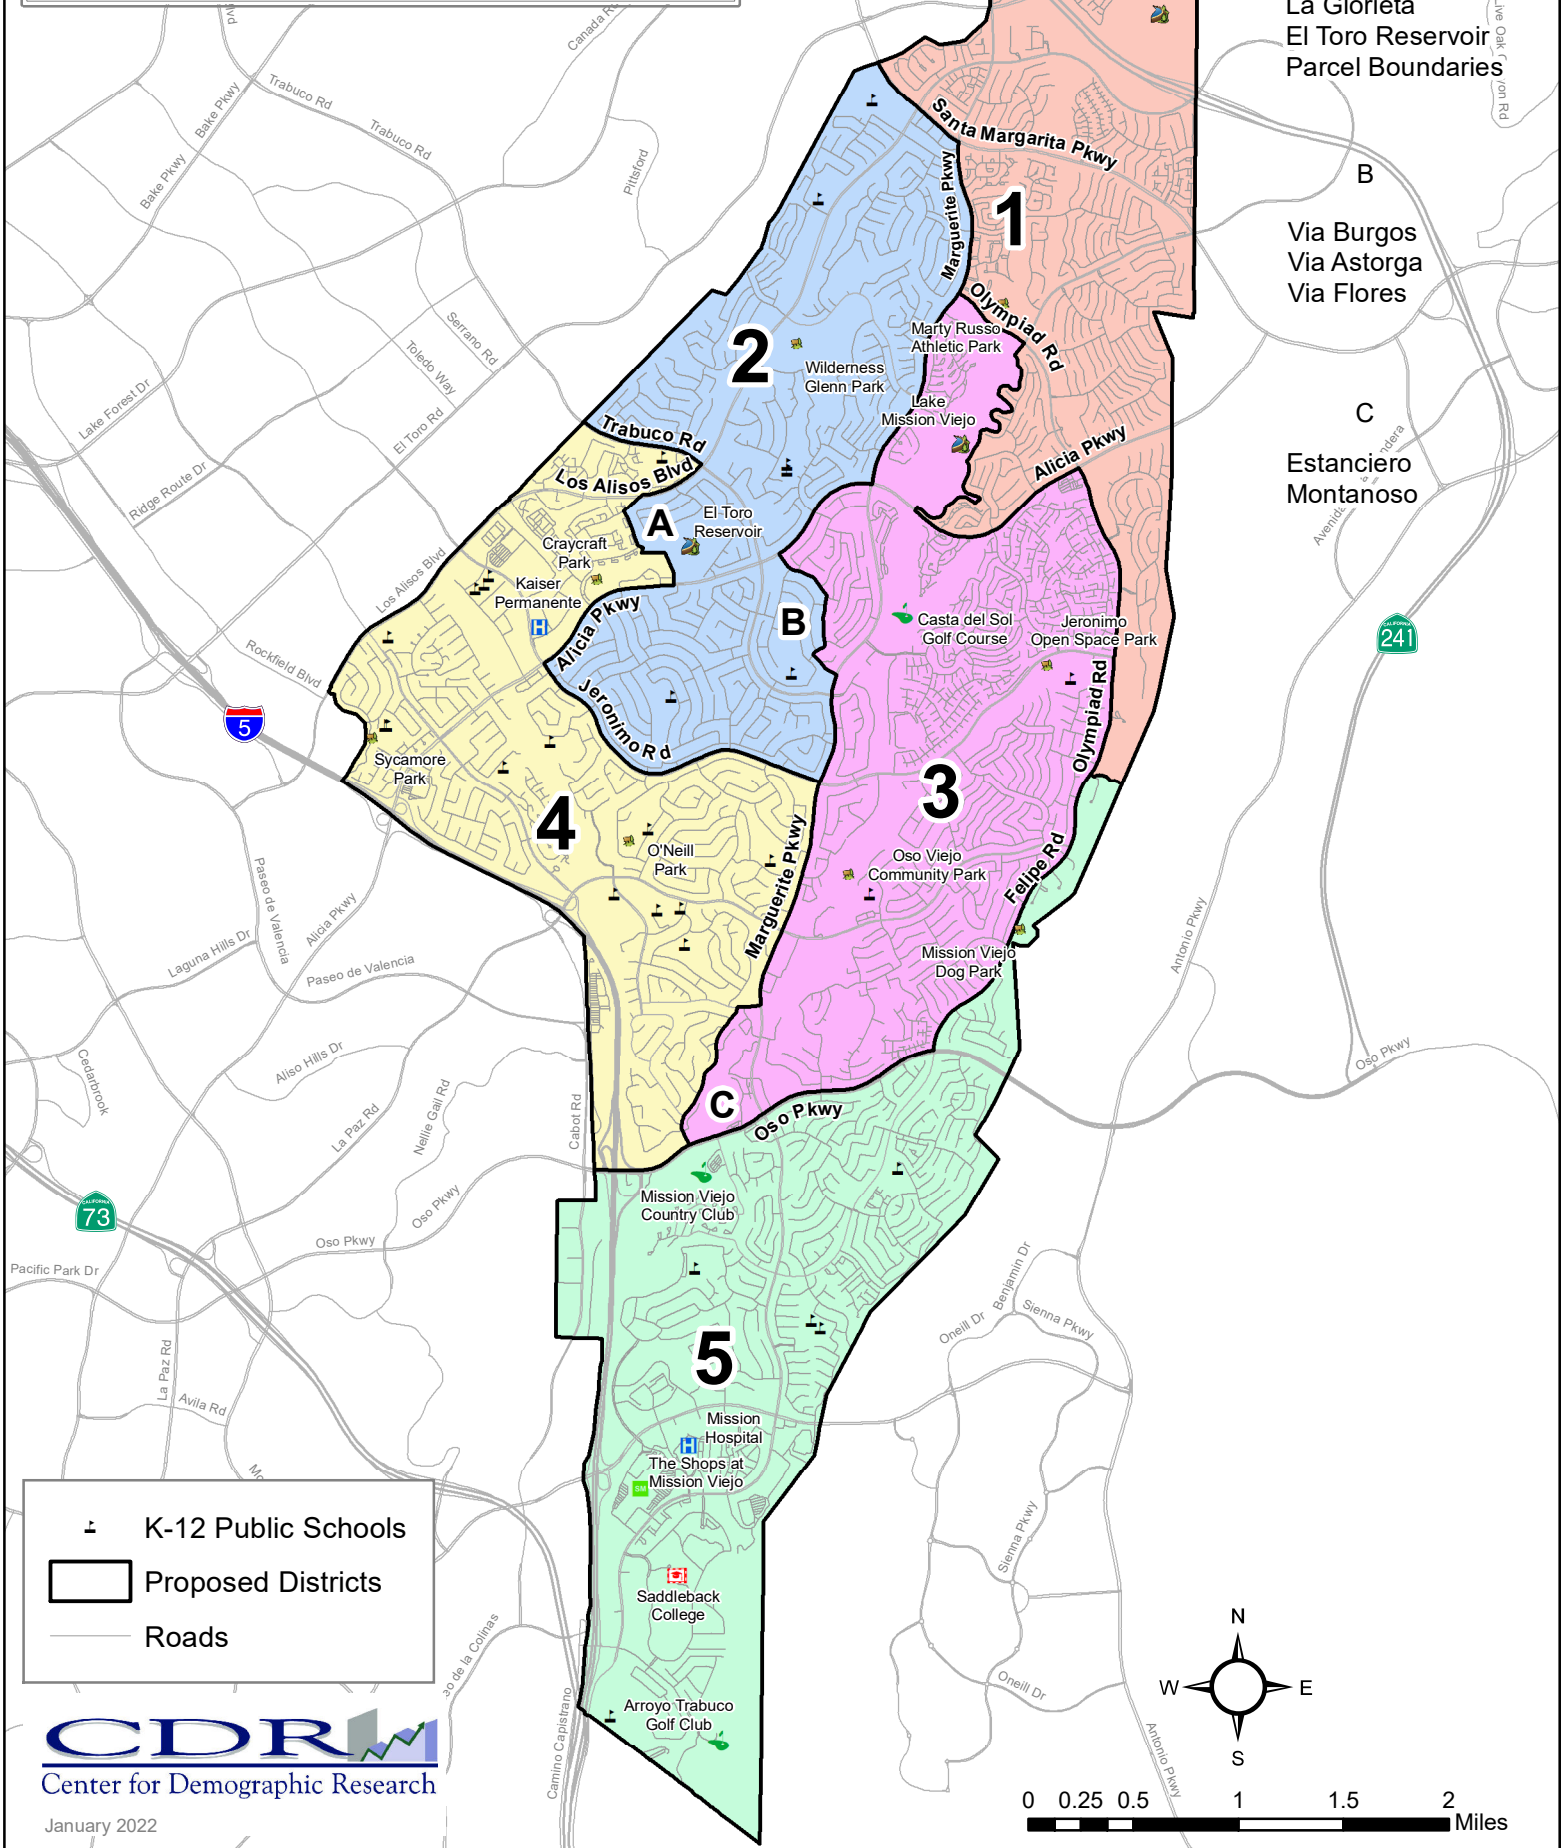 La Glorieta
El Toro Reservoir
Parcel Boundaries
B
Via Burgos
Via Astorga
Via Flores
C
Estanciero
Montanoso
Canada Rd
Trabuco Rd
Bake Pkwy
Trabuco Rd
Bake Pkwy
Pittsford
Santa Margarita Pkwy
Marguerite Pkwy
1
Olympiad Rd
Marty Russo
Athletic Park
Serrano Rd
Toledo Way
2
Wilderness
Glenn Park
Lake Forest Dr
El Toro Rd
Lake
Mission Viejo
Trabuco Rd
Alicia Pkwy
Los Alisos Blvd
Ridge Route Dr
A
El Toro
Reservoir
Craycraft
Park
Kaiser
Permanente
H
Los Alisos Blvd
Alicia Pkwy
B
Casta del Sol
Golf Course
Jeronimo
Open Space Park
CALIFORNIA
241
Rockfield Blvd
Jeronimo Rd
Olympiad Rd
5
Sycamore
Park
3
4
O'Neill
Park
Marguerite Pkwy
Oso Viejo
Community Park
Felipe Rd
Paseo de Valencia
Alicia Pkwy
Laguna Hills Dr
Paseo de Valencia
Mission Viejo
Dog Park
Antonio Pkwy
Cedarbrook
Aliso Hills Dr
La Paz Rd
Nellie Gail Rd
Cabot Rd
C
Oso Pkwy
Oso Pkwy
CALIFORNIA
73
Oso Pkwy
Oso Pkwy
Pacific Park Dr
Mission Viejo
Country Club
Benjamin Dr
Oneill Dr
Sienna Pkwy
La Paz Rd
Avila Rd
5
Mission
Hospital
H
The Shops at
Mission Viejo
SM
Sienna Pkwy
Saddleback
College
Oneill Dr
Antonio Pkwy
Arroyo Trabuco
Golf Club
Camino Capistrano
K-12 Public Schools
Proposed Districts
Roads
CDR
Center for Demographic Research
January 2022
N
W
E
S
0 0.25 0.5 1 1.5 2
Miles